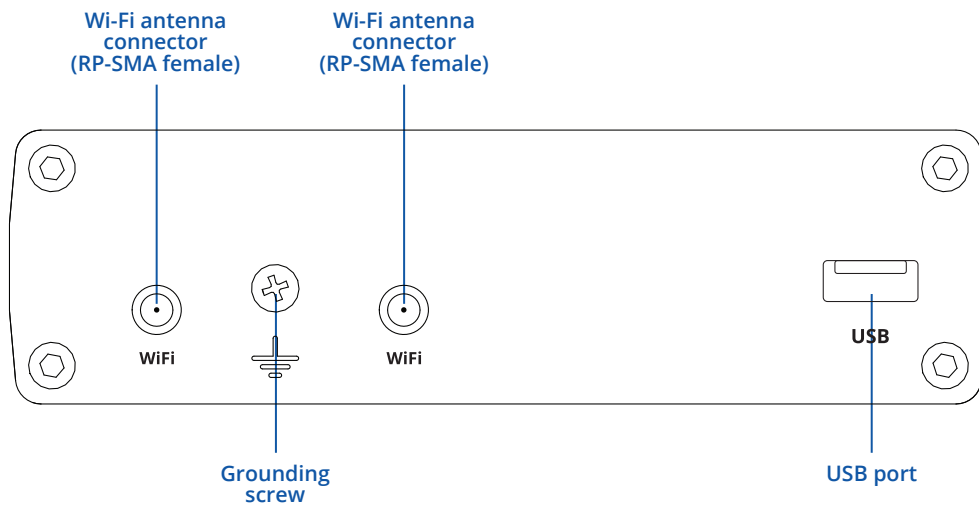 Wi-Fi antenna
connector
(RP-SMA female)
Wi-Fi antenna
connector
(RP-SMA female)
WiFi
WiFi
USB
Grounding
screw
USB port